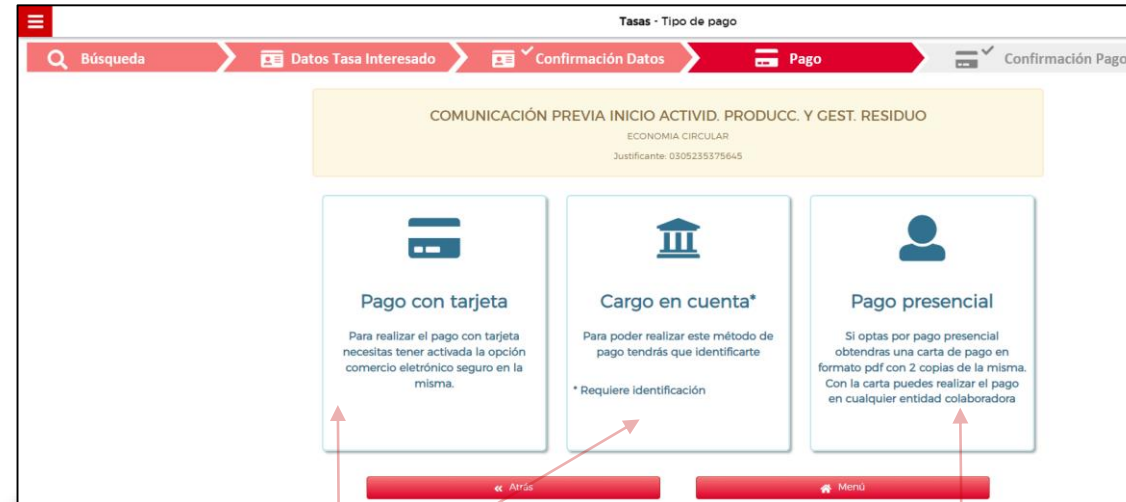 Tasas - Tipo de pago
Búsqueda
Datos Tasa Interesado
Confirmación Datos
Pago
Confirmación Pago
COMUNICACIÓN PREVIA INICIO ACTIVID. PRODUCC. Y GEST. RESIDUO
ECONOMIA CIRCULAR
Justificante: 0305235375645
Pago con tarjeta
Para realizar el pago con tarjeta
necesitas tener activada la opción
comercio eletrónico seguro en la
misma.
Cargo en cuenta*
Para poder realizar este método de
pago tendrás que identificarte
* Requiere identificación
Pago presencial
Si optas por pago presencial
obtendras una carta de pago en
formato pdf con 2 copias de la misma.
Con la carta puedes realizar el pago
en cualquier entidad colaboradora
Atrás
Menú